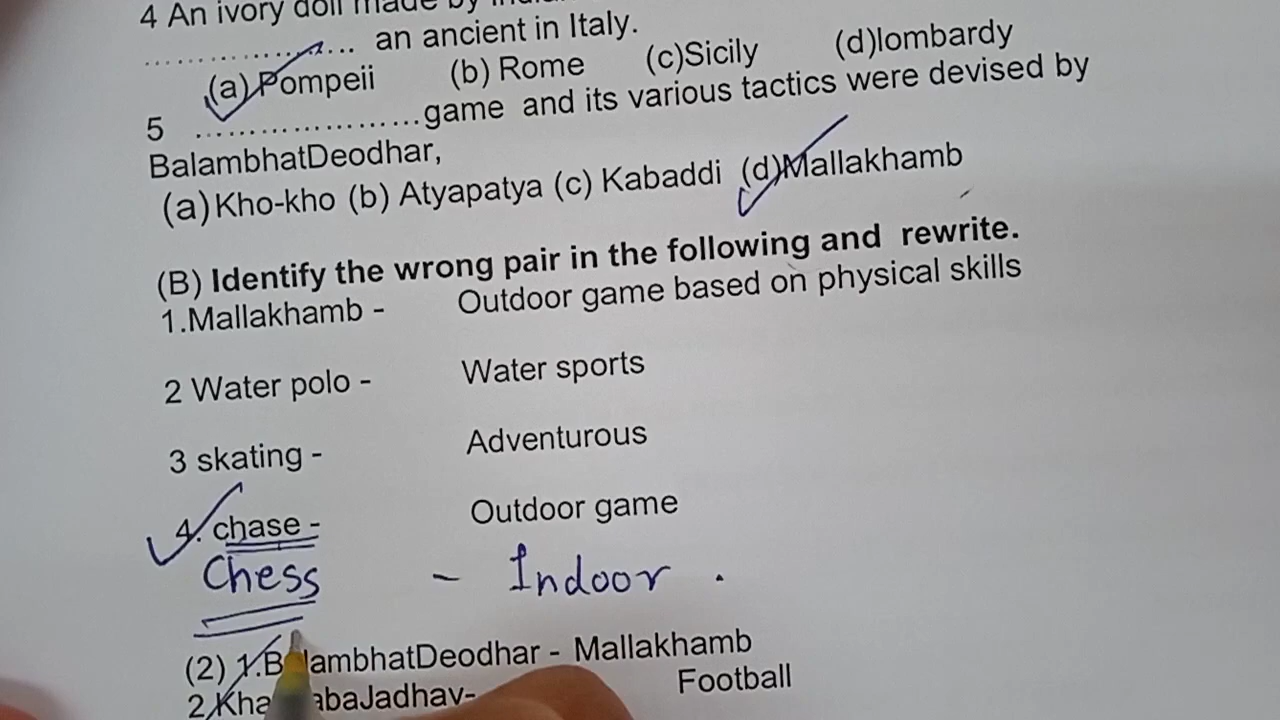 4 An ivory doll made by
.................... an ancient in Italy.
(a) Pompeii (b) Rome (c)Sicily (d)lombardy
5 .....................game and its various tactics were devised by
BalambhatDeodhar,
(a)Kho-kho (b) Atyapatya (c) Kabaddi (d)Mallakhamb
(B) Identify the wrong pair in the following and rewrite.
1.Mallakhamb - Outdoor game based on physical skills
2 Water polo - Water sports
3 skating - Adventurous
4. chase - Outdoor game
Chess - Indoor .
(2) 1.BalambhatDeodhar - Mallakhamb
2 Football